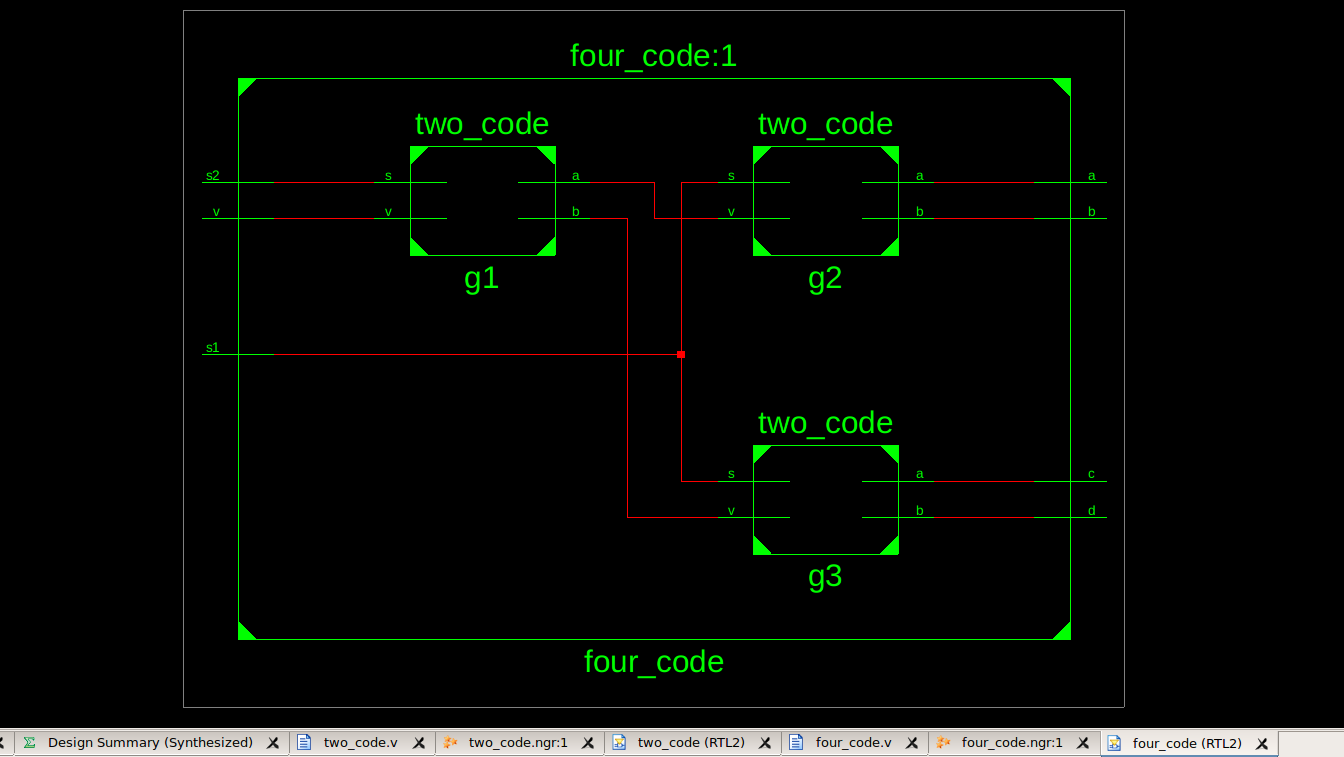 four_code:1
two_code
two_code
s2
s
a
s
a
a
v
v
b
v
b
b
g1
g2
s1
two_code
s
a
c
v
b
d
g3
four_code
Design Summary (Synthesized)
two_code.v
two_code.ngr:1
two_code (RTL2)
four_code.v
four_code.ngr:1
four_code (RTL2)